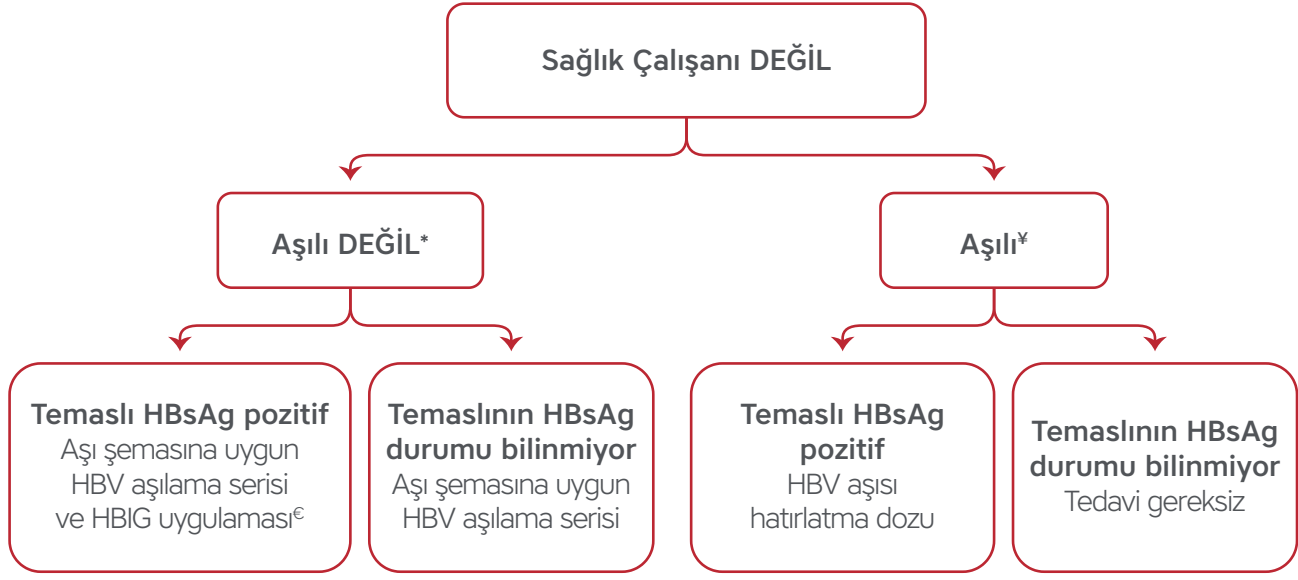 Sağlık Çalışanı DEĞİL
Aşılı DEĞİL*
Aşılı¥
Temaslı HBsAg pozitif
Aşı şemasına uygun
HBV aşılama serisi
ve HBIG uygulaması€
Temaslının HBsAg
durumu bilinmiyor
Aşı şemasına uygun
HBV aşılama serisi
Temaslı HBsAg
pozitif
HBV aşısı
hatırlatma dozu
Temaslının HBsAg
durumu bilinmiyor
Tedavi gereksiz